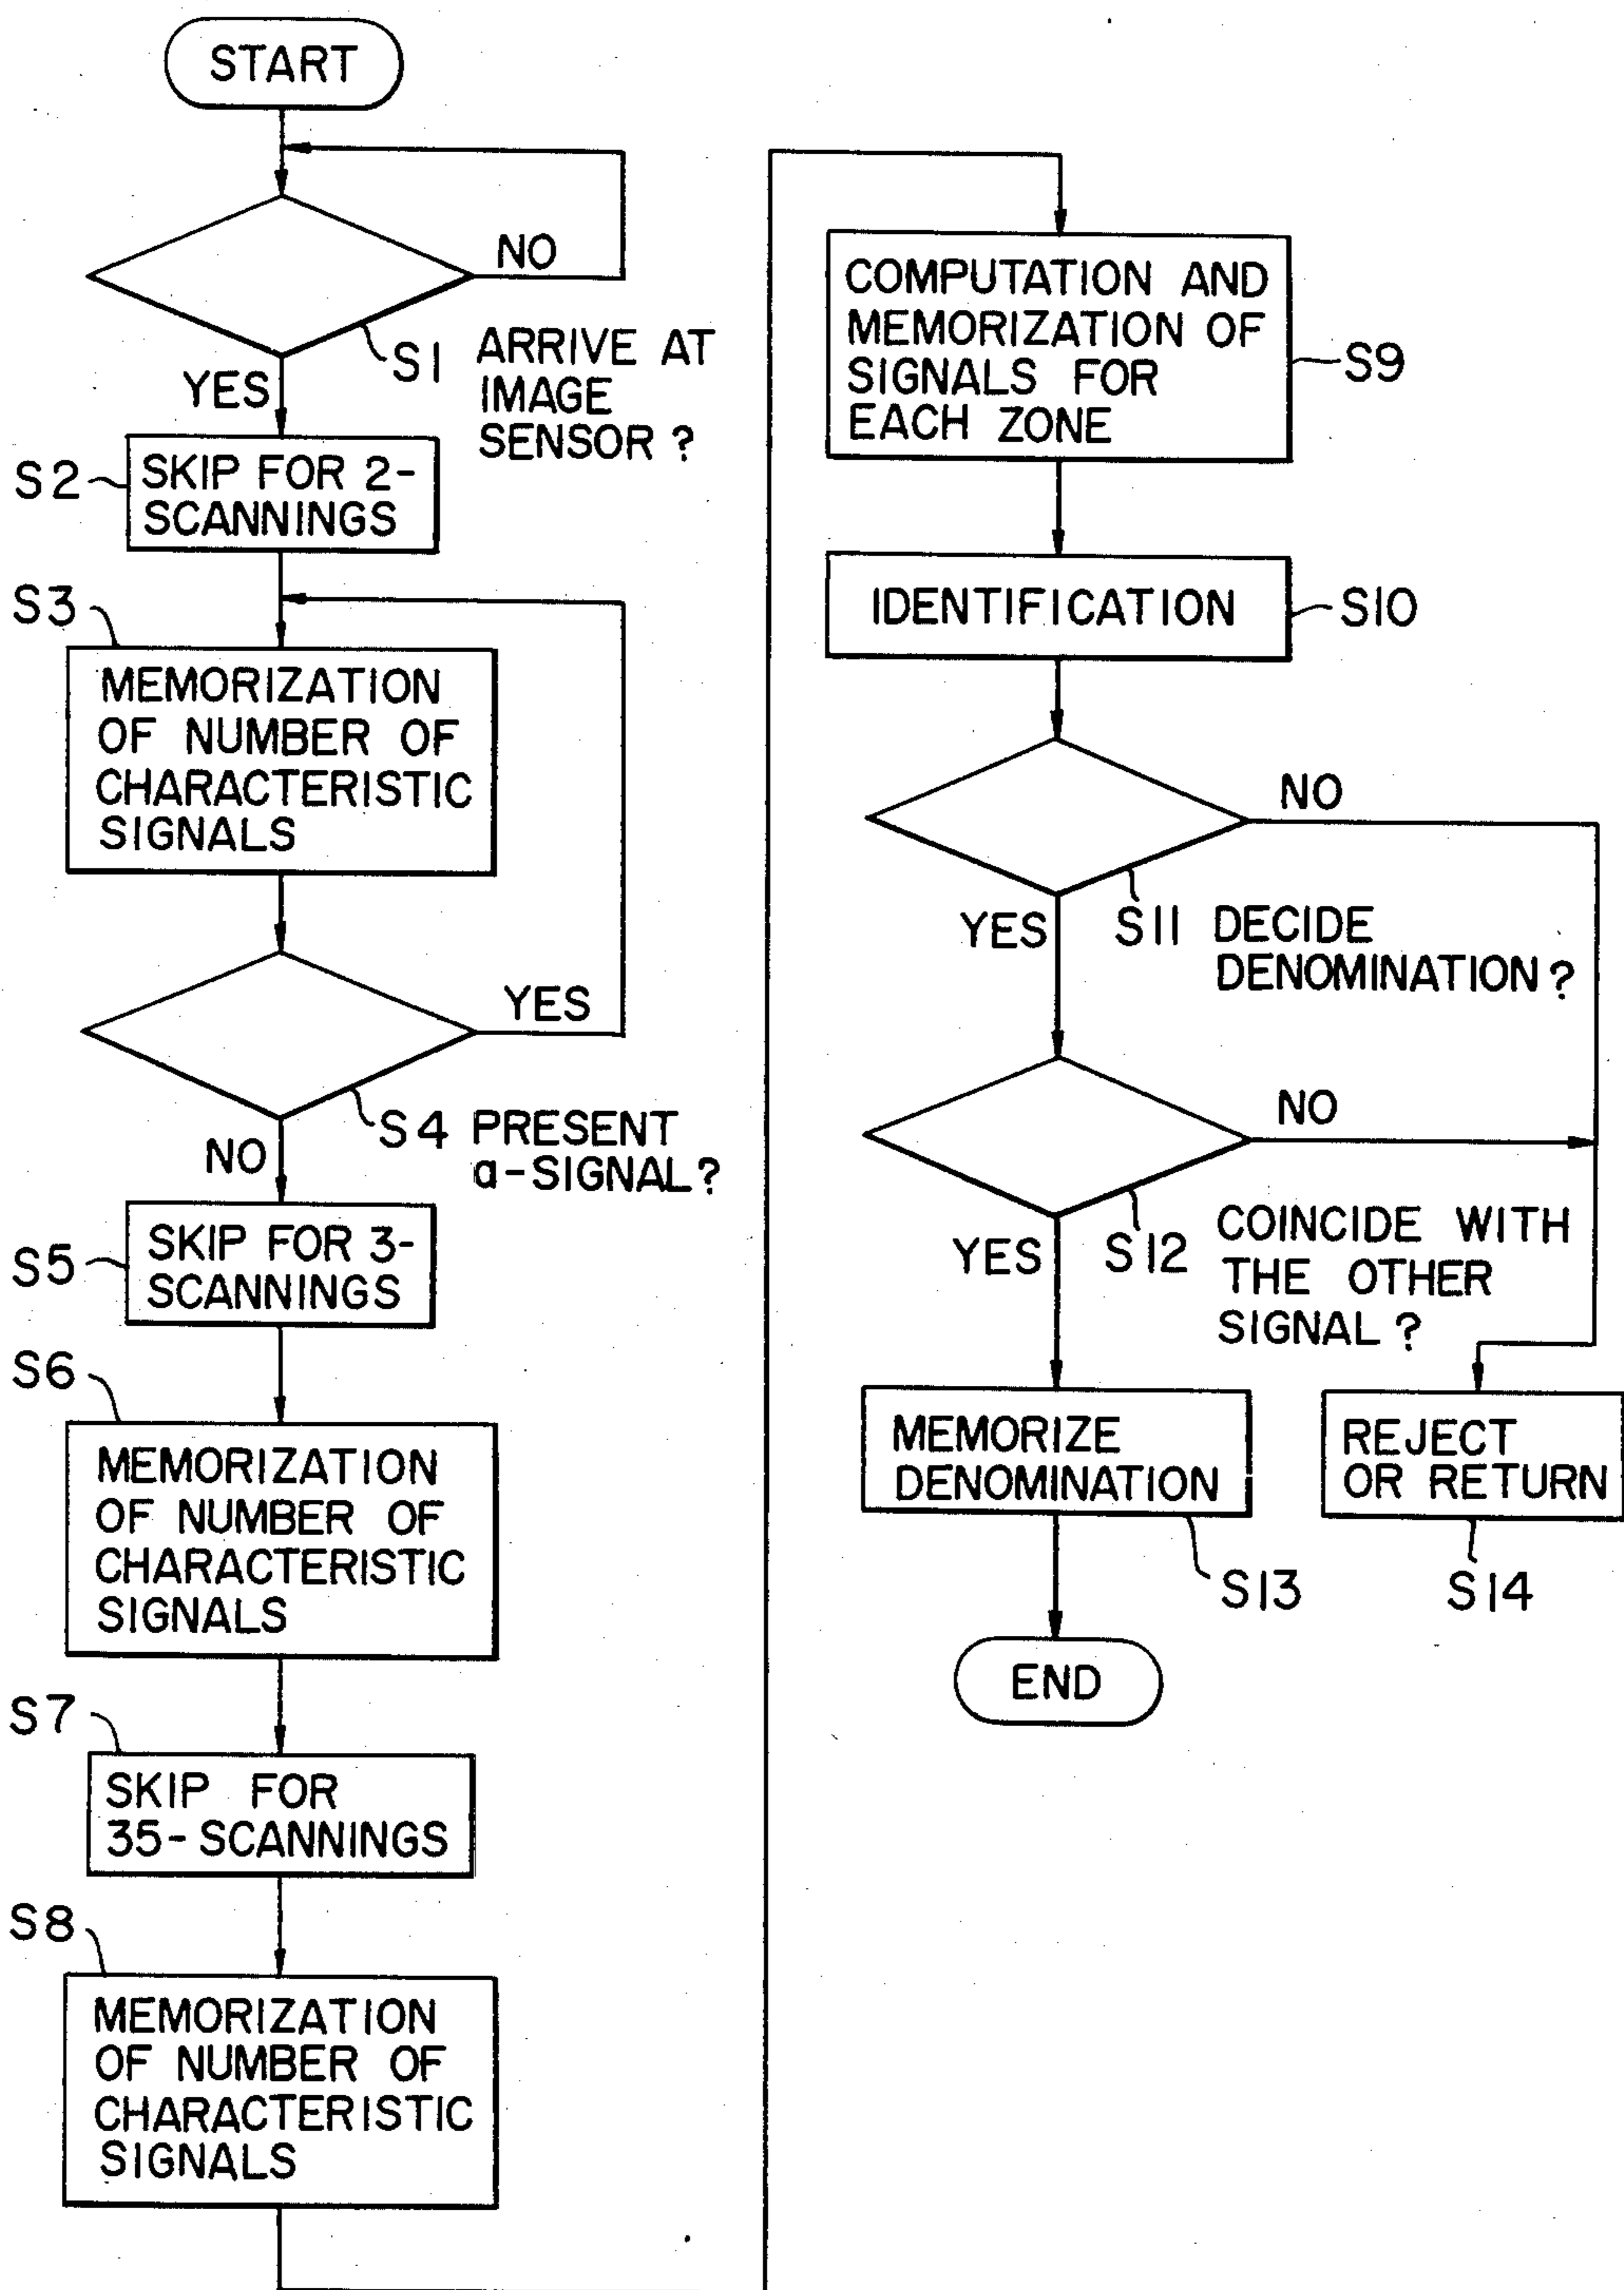 START
NO
S1
ARRIVE AT
IMAGE
SENSOR ?
YES
S2
SKIP FOR 2-
SCANNINGS
S3
MEMORIZATION
OF NUMBER OF
CHARACTERISTIC
SIGNALS
YES
S4
PRESENT
a-SIGNAL?
NO
S5
SKIP FOR 3-
SCANNINGS
S6
MEMORIZATION
OF NUMBER OF
CHARACTERISTIC
SIGNALS
S7
SKIP FOR
35-SCANNINGS
S8
MEMORIZATION
OF NUMBER OF
CHARACTERISTIC
SIGNALS
COMPUTATION AND
MEMORIZATION OF
SIGNALS FOR
EACH ZONE
S9
IDENTIFICATION
S10
NO
YES
S11
DECIDE
DENOMINATION?
NO
YES
S12
COINCIDE WITH
THE OTHER
SIGNAL?
MEMORIZE
DENOMINATION
S13
REJECT
OR RETURN
S14
END